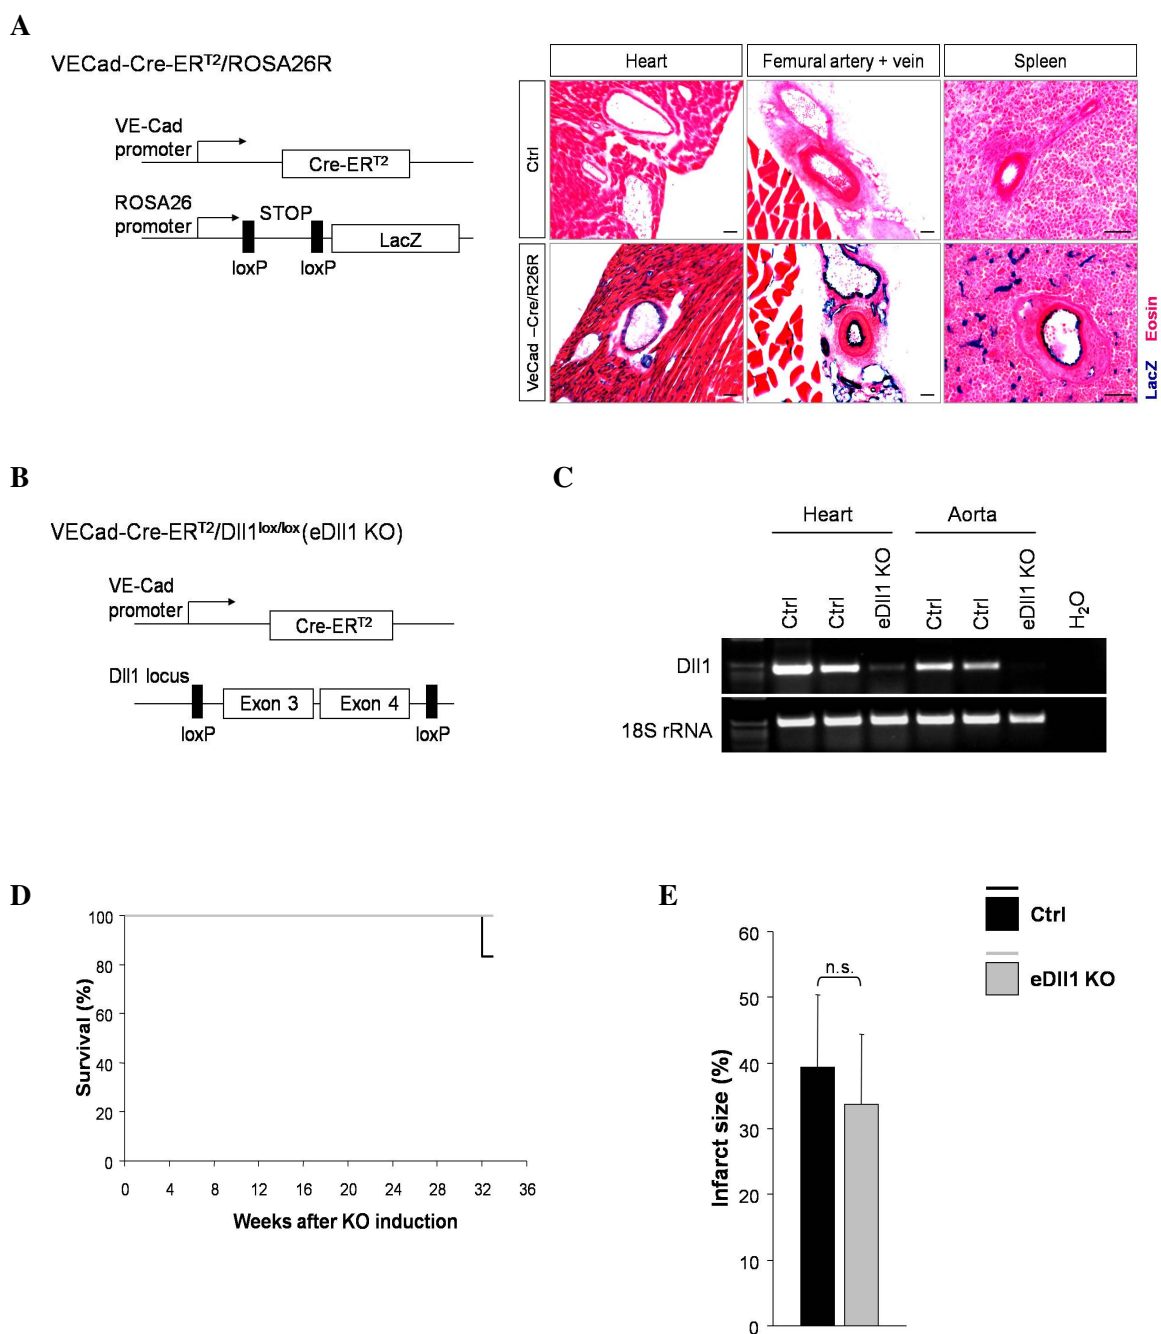 A
VECad-Cre-ERT2/ROSA26R
VE-Cad
promoter
Cre-ERT2
ROSA26
promoter
STOP
LacZ
loxP
loxP
Heart
Femural artery + vein
Spleen
Ctrl
VeCad –Cre/R26R
LacZ Eosin
B
VECad-Cre-ERT2/Dll1lox/lox(eDll1 KO)
VE-Cad
promoter
Cre-ERT2
Dll1 locus
Exon 3
Exon 4
loxP
loxP
C
Heart
Aorta
Ctrl
Ctrl
eDll1 KO
Ctrl
Ctrl
eDll1 KO
H2O
Dll1
18S rRNA
D
Survival (%)
100
80
60
40
20
0
0 4 8 12 16 20 24 28 32 36
Weeks after KO induction
E
Ctrl
eDll1 KO
Infarct size (%)
60
50
40
30
20
10
0
n.s.